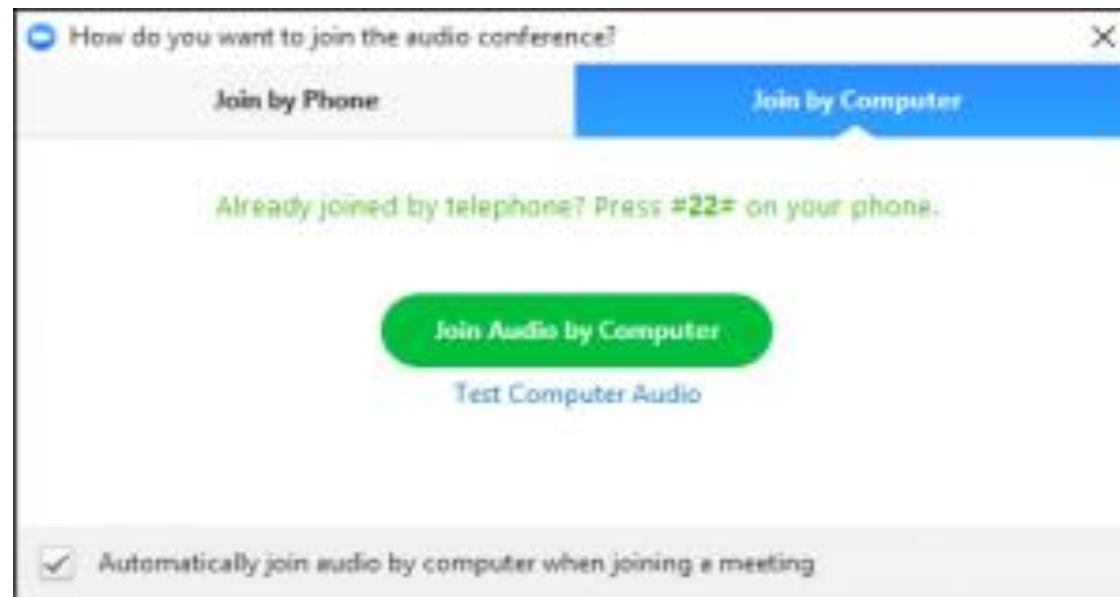 How do you want to join the audio conference?
Join by Phone
Join by Computer
Already joined by telephone? Press #22# on your phone.
Join Audio by Computer
Test Computer Audio
Automatically join audio by computer when joining a meeting